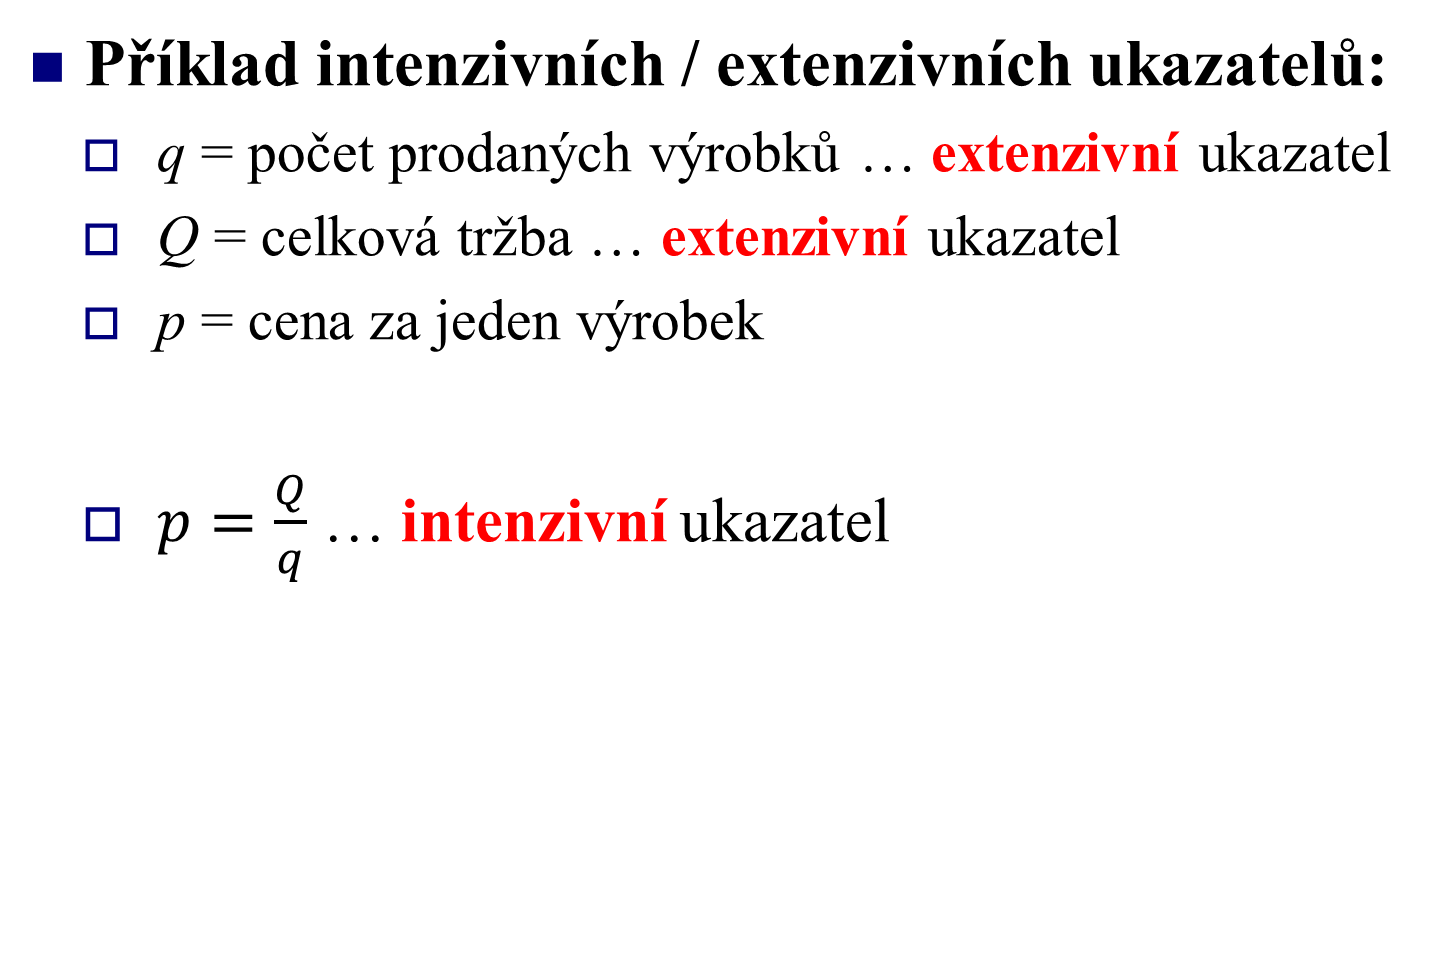 Příklad intenzivních / extenzivních ukazatelů:
q = počet prodaných výrobků … extenzivní ukazatel
Q = celková tržba … extenzivní ukazatel
p = cena za jeden výrobek
p = Q/q … intenzivní ukazatel